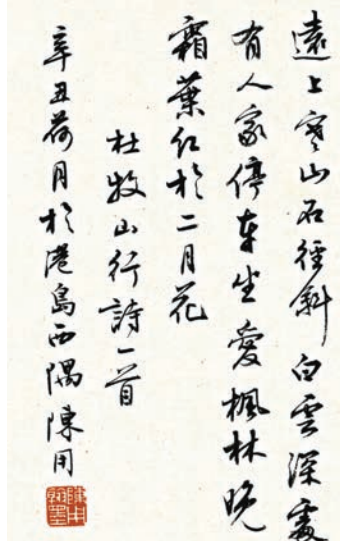 遠上寒山石徑斜白雲深處
有人家停車坐愛楓林晚
霜葉紅於二月花
杜牧山行詩一首
辛丑荷月於港島西隅陳用